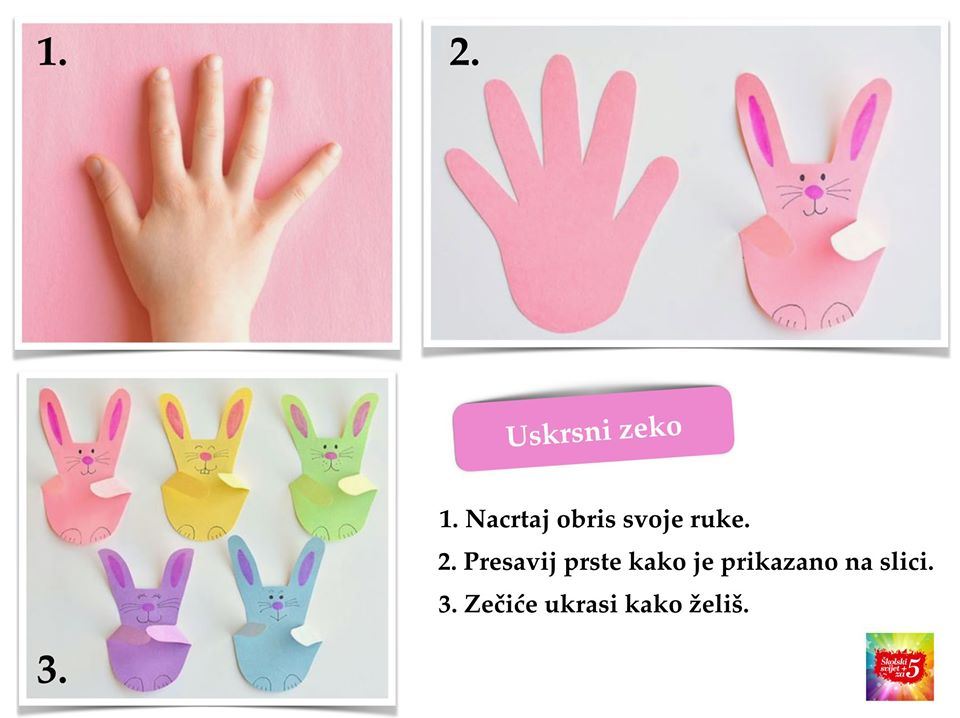 1.
2.
3.
Uskrsni zeko
1. Nacrtaj obris svoje ruke.
2. Presavij prste kako je prikazano na slici.
3. Zečiće ukrasi kako želiš.
Školski
svijet +
za 5